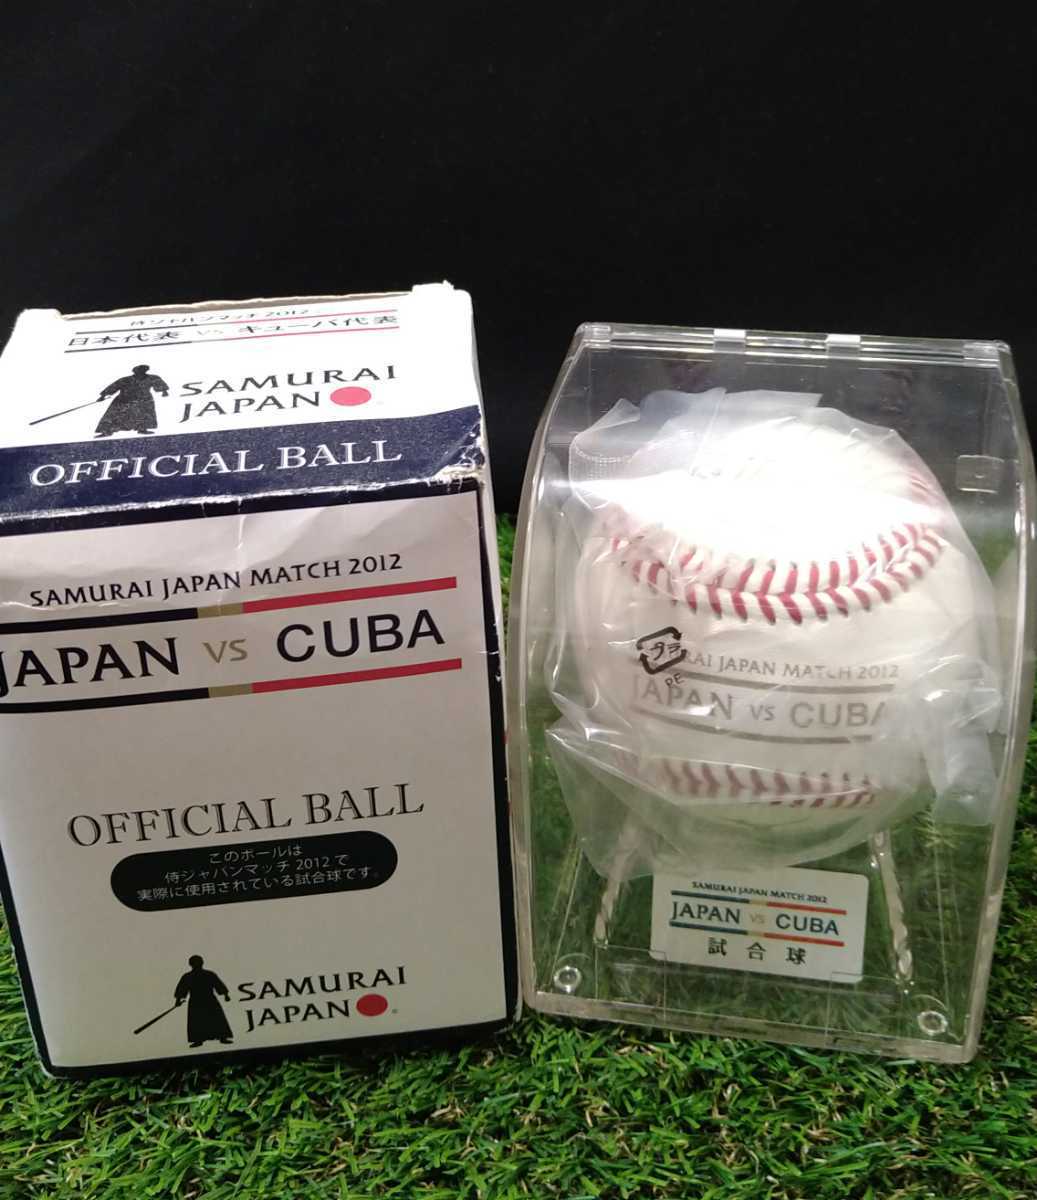 侍ジャパンマッチ2012
日本代表 VS キューバ代表
SAMURAI
JAPAN
OFFICIAL BALL
SAMURAI JAPAN MATCH 2012
JAPAN VS CUBA
OFFICIAL BALL
このボールは
侍ジャパンマッチ2012で
実際に使用されている試合球です。
SAMURAI
JAPAN
プラ
PE
RAI JAPAN MATCH 2012
JAPAN VS CUBA
SAMURAI JAPAN MATCH 2012
JAPAN VS CUBA
試合球